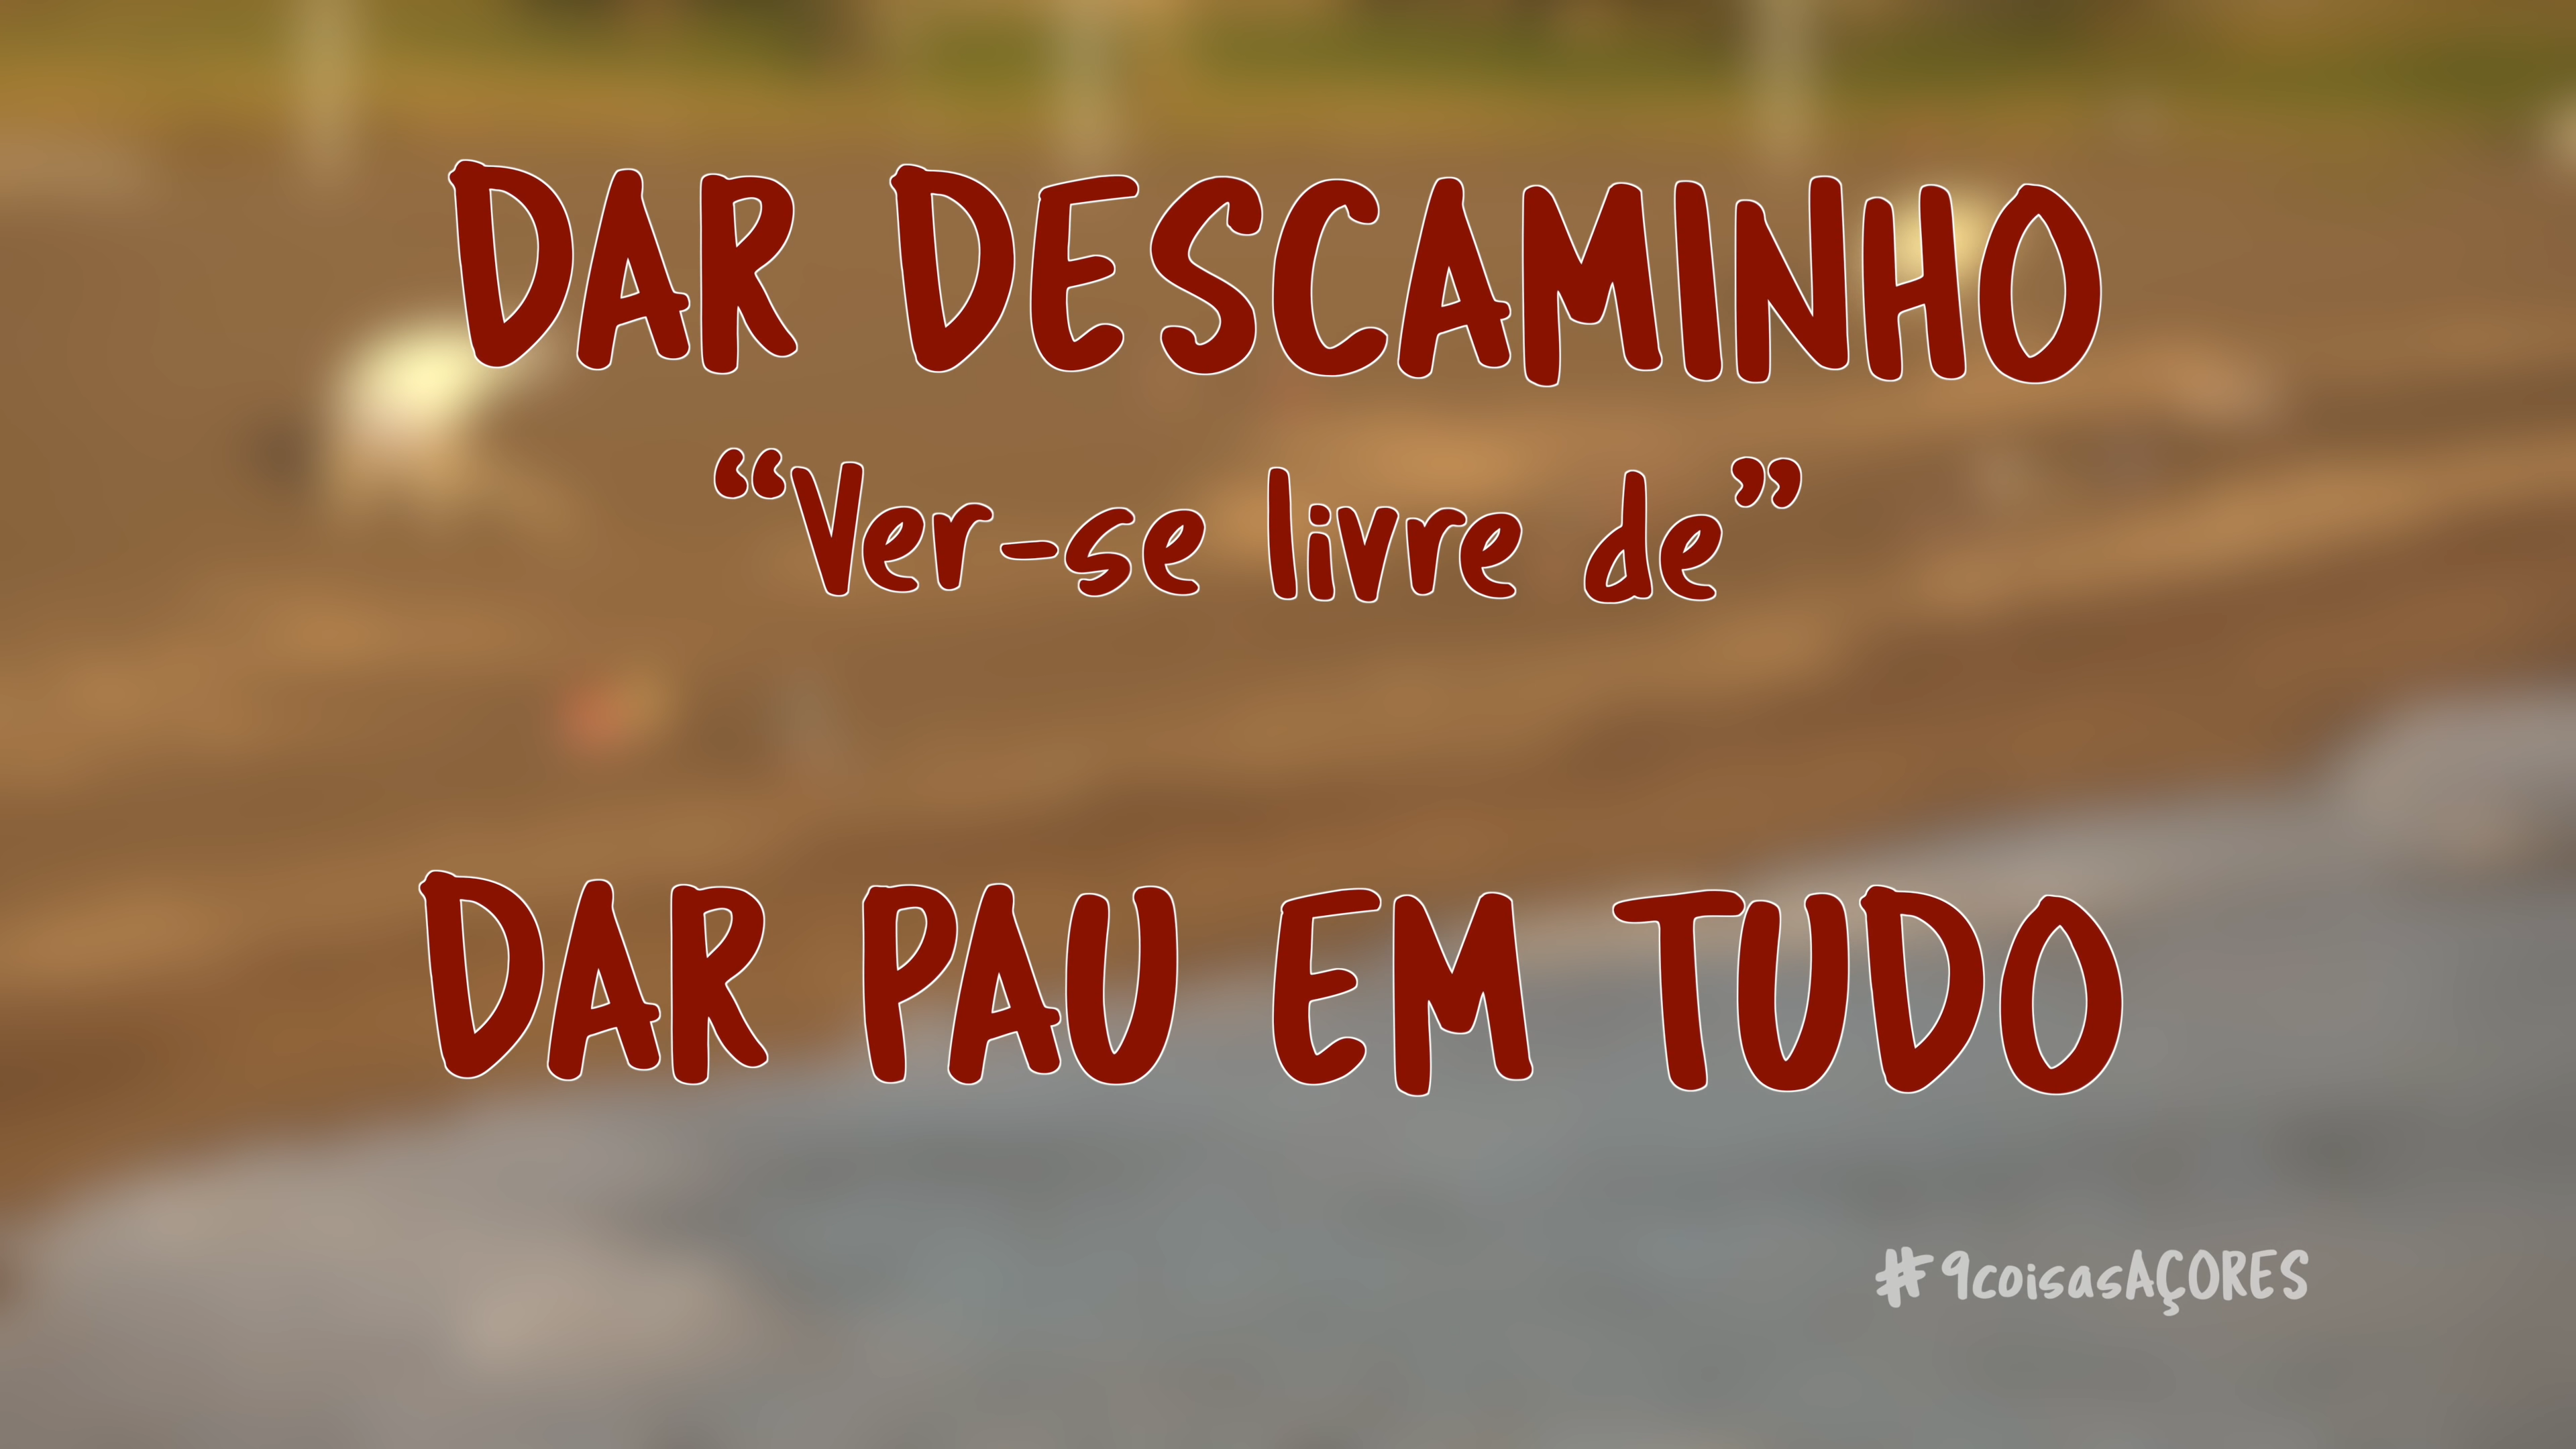 DAR DESCAMINHO
“Ver-se livre de”
DAR PAU EM TUDO
#9coisasAÇORES